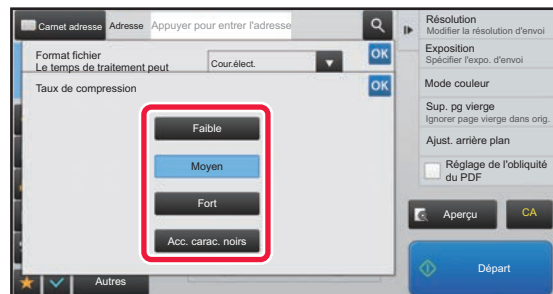 Carnet adresse Adresse Appuyer pour entrer l'adresse
Format fichier
Le temps de traitement peut
Cour.élect.
OK
Taux de compression
OK
Faible
Moyen
Fort
Acc. carac. noirs
Autres
Résolution
Modifier la résolution d'envoi
Exposition
Spécifier l'expo. d'envoi
Mode couleur
Sup. pg vierge
Ignorer page vierge dans orig.
Ajust. arrière plan
Réglage de l'obliquité
du PDF
Aperçu
CA
Départ